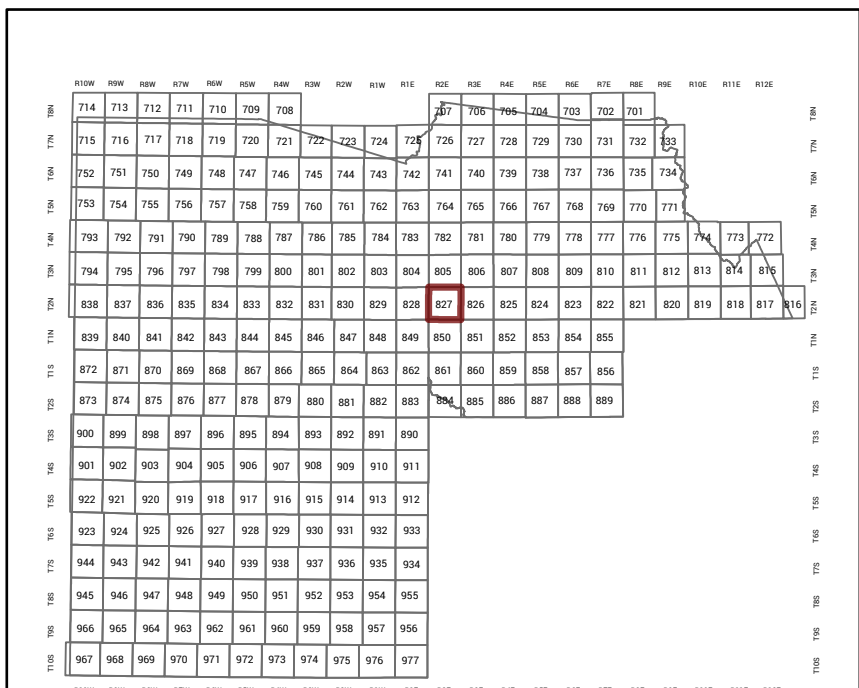 R10W R9W R8W R7W R6W R5W R4W R3W R2W R1W R1E R2E R3E R4E R5E R6E R7E R8E R9E R10E R11E R12E
T8N 714 713 712 711 710 709 708 707 706 705 704 703 702 701 T8N
T7N 715 716 717 718 719 720 721 722 723 724 725 726 727 728 729 730 731 732 733 T7N
T6N 752 751 750 749 748 747 746 745 744 743 742 741 740 739 738 737 736 735 734 T6N
T5N 753 754 755 756 757 758 759 760 761 762 763 764 765 766 767 768 769 770 771 T5N
T4N 793 792 791 790 789 788 787 786 785 784 783 782 781 780 779 778 777 776 775 774 773 772 T4N
T3N 794 795 796 797 798 799 800 801 802 803 804 805 806 807 808 809 810 811 812 813 814 815 T3N
T2N 838 837 836 835 834 833 832 831 830 829 828 827 826 825 824 823 822 821 820 819 818 817 816 T2N
T1N 839 840 841 842 843 844 845 846 847 848 849 850 851 852 853 854 855 T1N
T1S 872 871 870 869 868 867 866 865 864 863 862 861 860 859 858 857 856 T1S
T2S 873 874 875 876 877 878 879 880 881 882 883 884 885 886 887 888 889 T2S
T3S 900 899 898 897 896 895 894 893 892 891 890 T3S
T4S 901 902 903 904 905 906 907 908 909 910 911 T4S
T5S 922 921 920 919 918 917 916 915 914 913 912 T5S
T6S 923 924 925 926 927 928 929 930 931 932 933 T6S
T7S 944 943 942 941 940 939 938 937 936 935 934 T7S
T8S 945 946 947 948 949 950 951 952 953 954 955 T8S
T9S 966 965 964 963 962 961 960 959 958 957 956 T9S
T10S 967 968 969 970 971 972 973 974 975 976 977 T10S